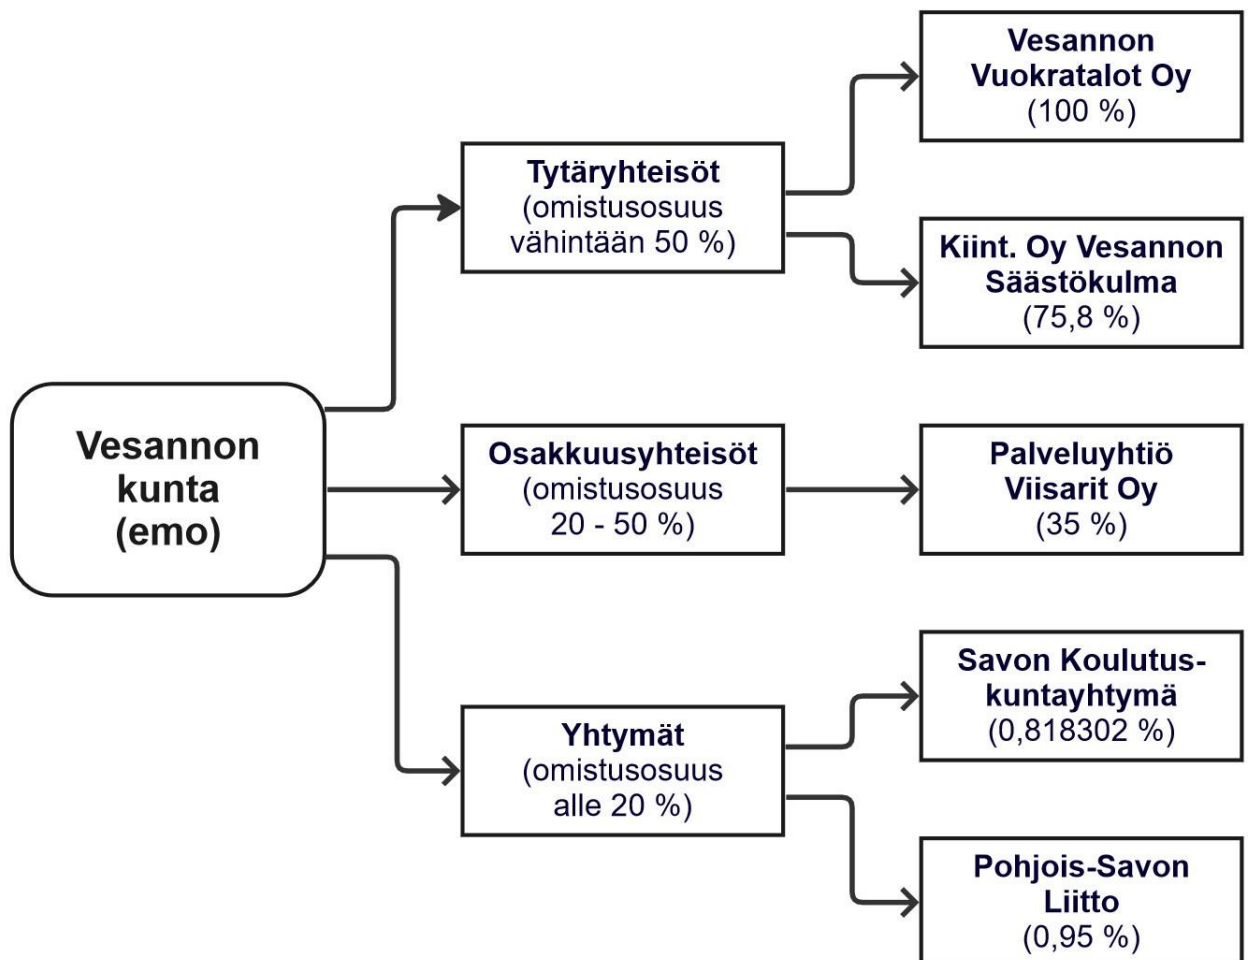 Vesannon
kunta
(emo)
Tytäryhteisöt
(omistusosuus
vähintään 50 %)
Vesannon
Vuokratalot Oy
(100 %)
Kiint. Oy Vesannon
Säästökulma
(75,8 %)
Osakkuusyhteisöt
(omistusosuus
20 - 50 %)
Palveluyhtiö
Viisarit Oy
(35 %)
Yhtymät
(omistusosuus
alle 20 %)
Savon Koulutus-
kuntayhtymä
(0,818302 %)
Pohjois-Savon
Liitto
(0,95 %)